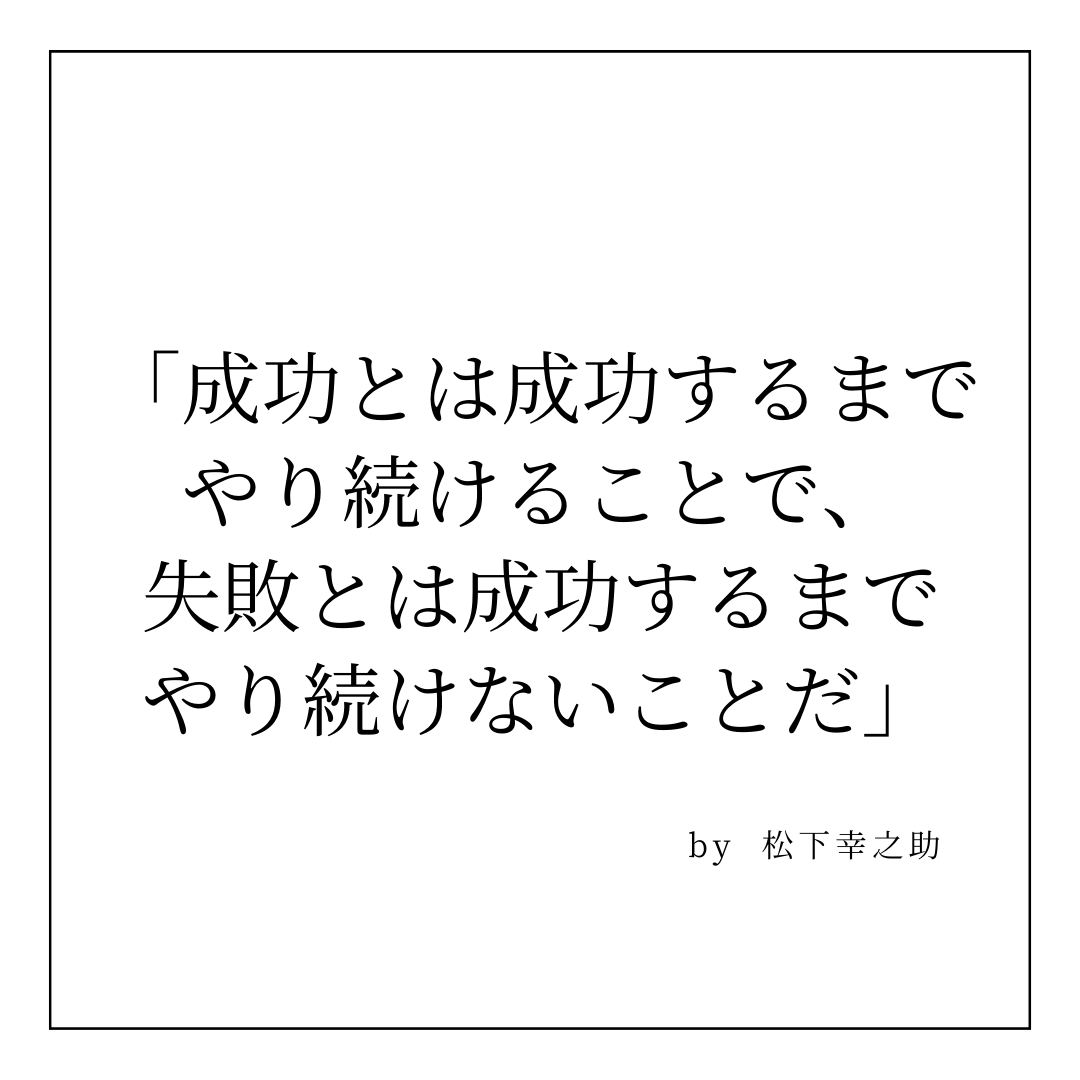 「成功とは成功するまで
やり続けることで、
失敗とは成功するまで
やり続けないことだ」
by 松下幸之助